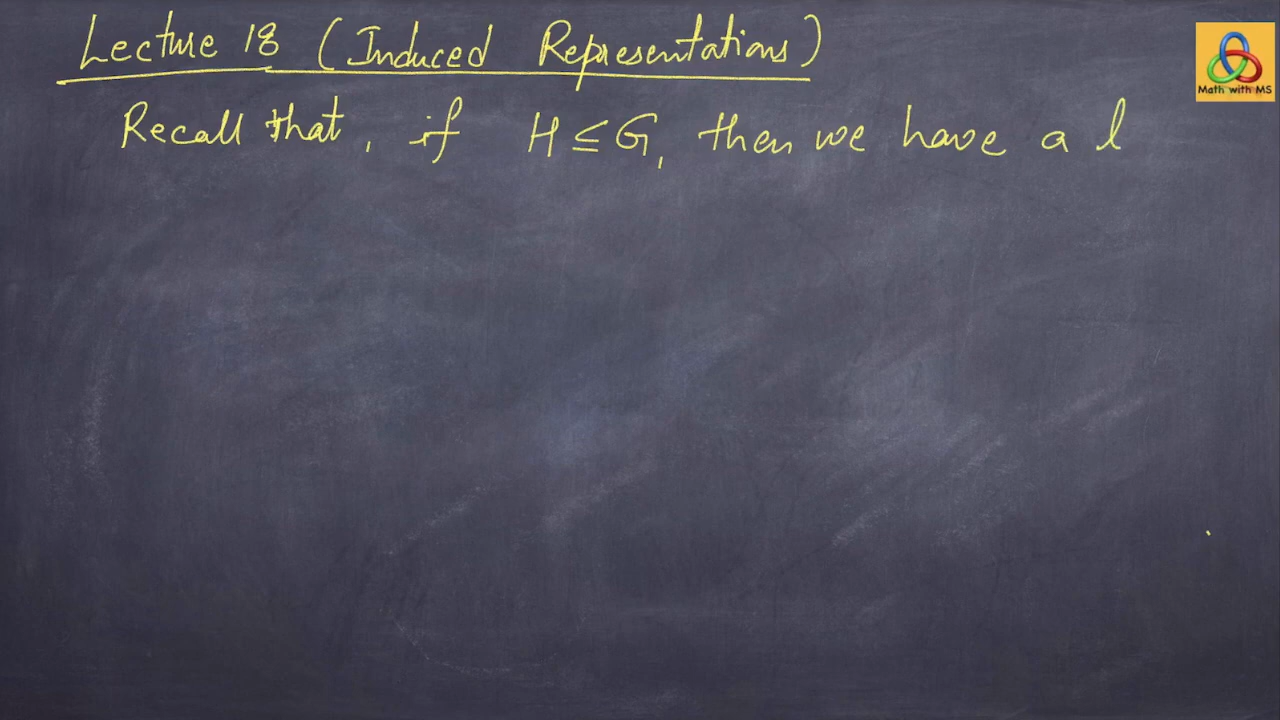 Lecture 18 (Induced Representations)
Math with MS
Recall that, if H ≤ G, then we have a l